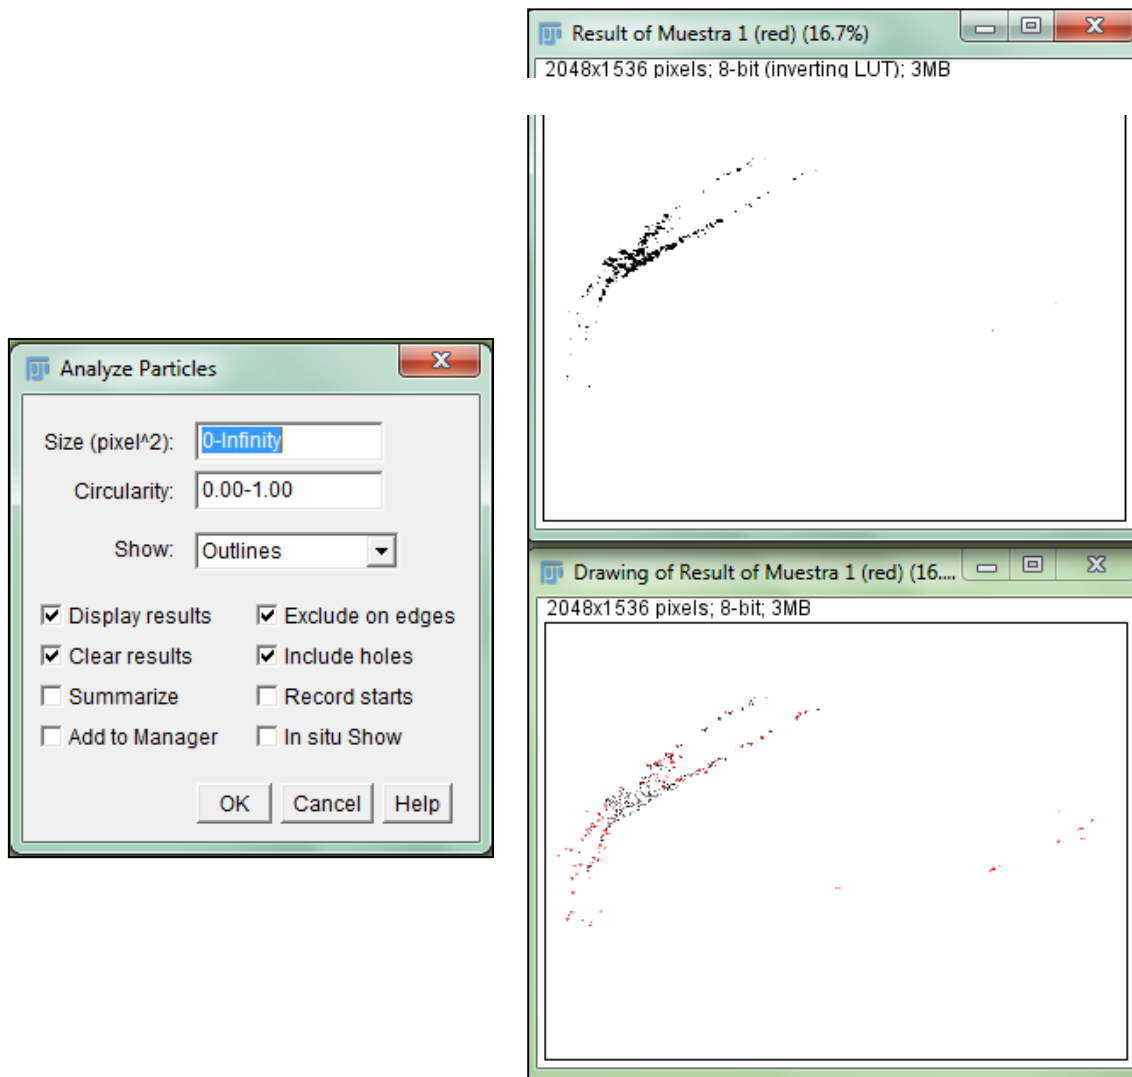 Result of Muestra 1 (red) (16.7%)
2048x1536 pixels; 8-bit (inverting LUT); 3MB
Analyze Particles
Size (pixel^2): 0-Infinity
Circularity: 0.00-1.00
Show: Outlines
Display results Exclude on edges
Clear results Include holes
Summarize Record starts
Add to Manager In situ Show
OK Cancel Help
Drawing of Result of Muestra 1 (red) (16....
2048x1536 pixels; 8-bit; 3MB